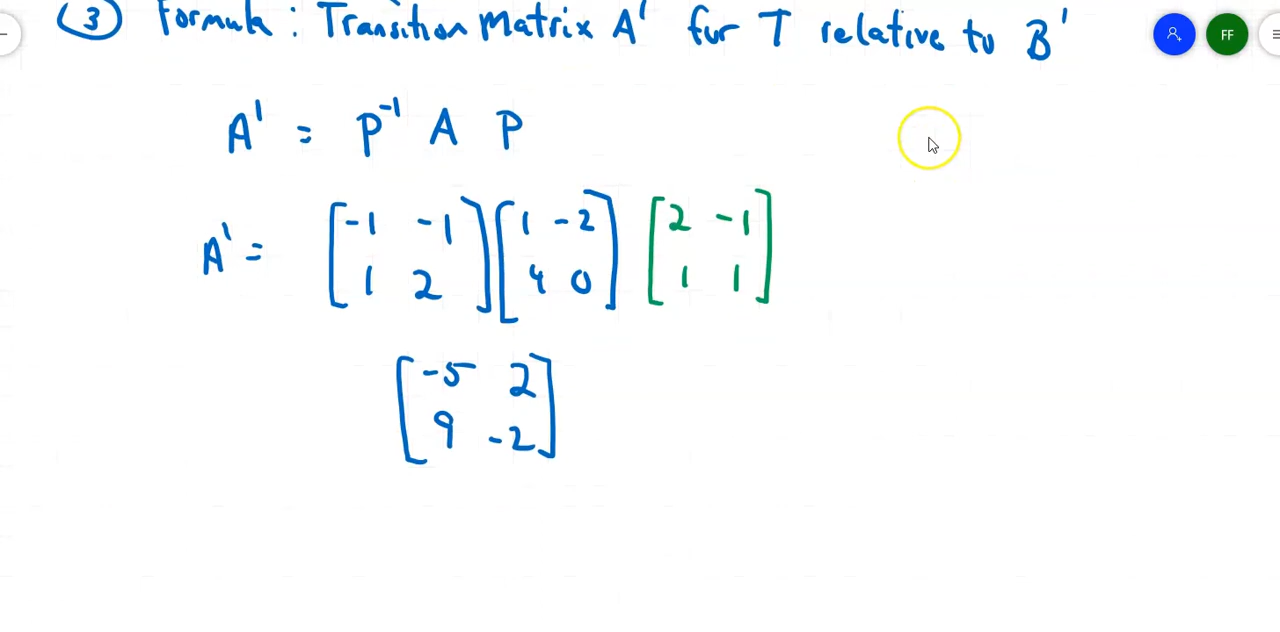 (3) Formula : Transition Matrix A' for T relative to B'
FF
A' = P⁻¹ A P
A' = [-1 -1] [1 -2] [2 -1]
[1 2] [4 0] [1 1]
[-5 2]
[9 -2]